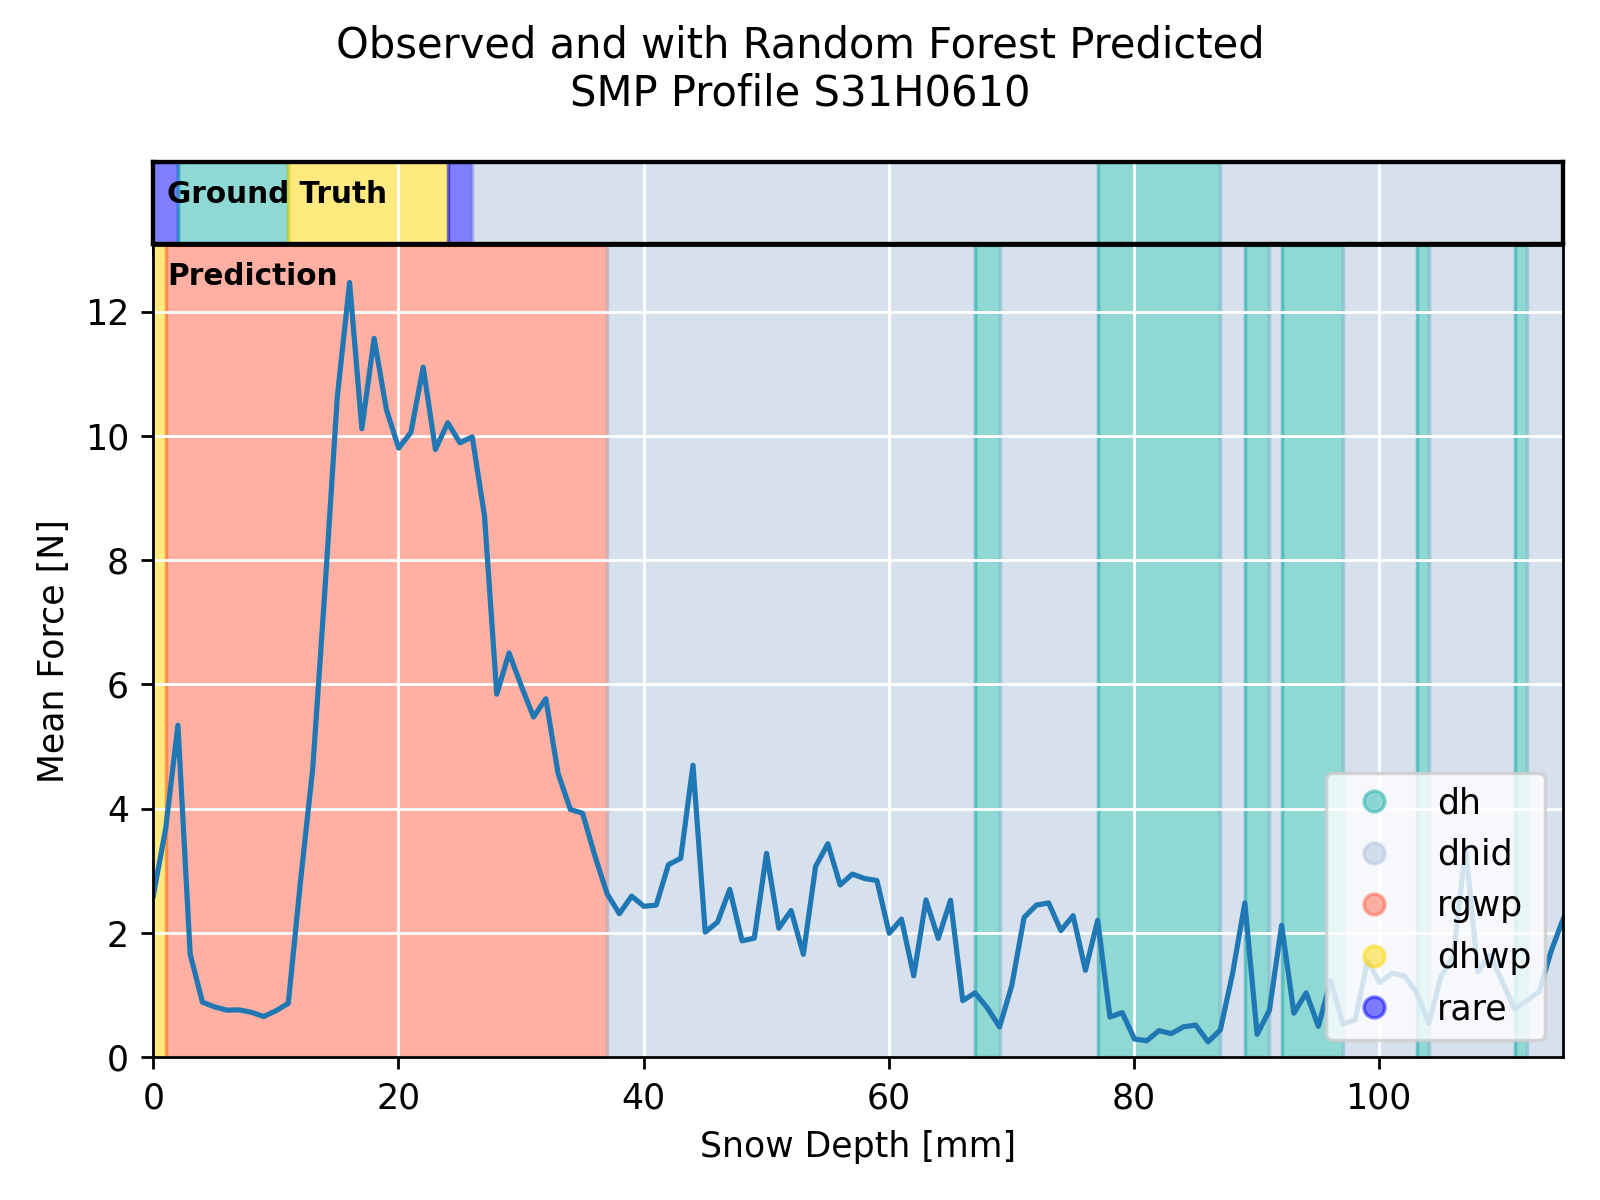 Observed and with Random Forest Predicted
SMP Profile S31H0610
Ground Truth
Prediction
12
10
8
6
4
2
0
Mean Force [N]
dh
dhid
rgwp
dhwp
rare
0 20 40 60 80 100
Snow Depth [mm]